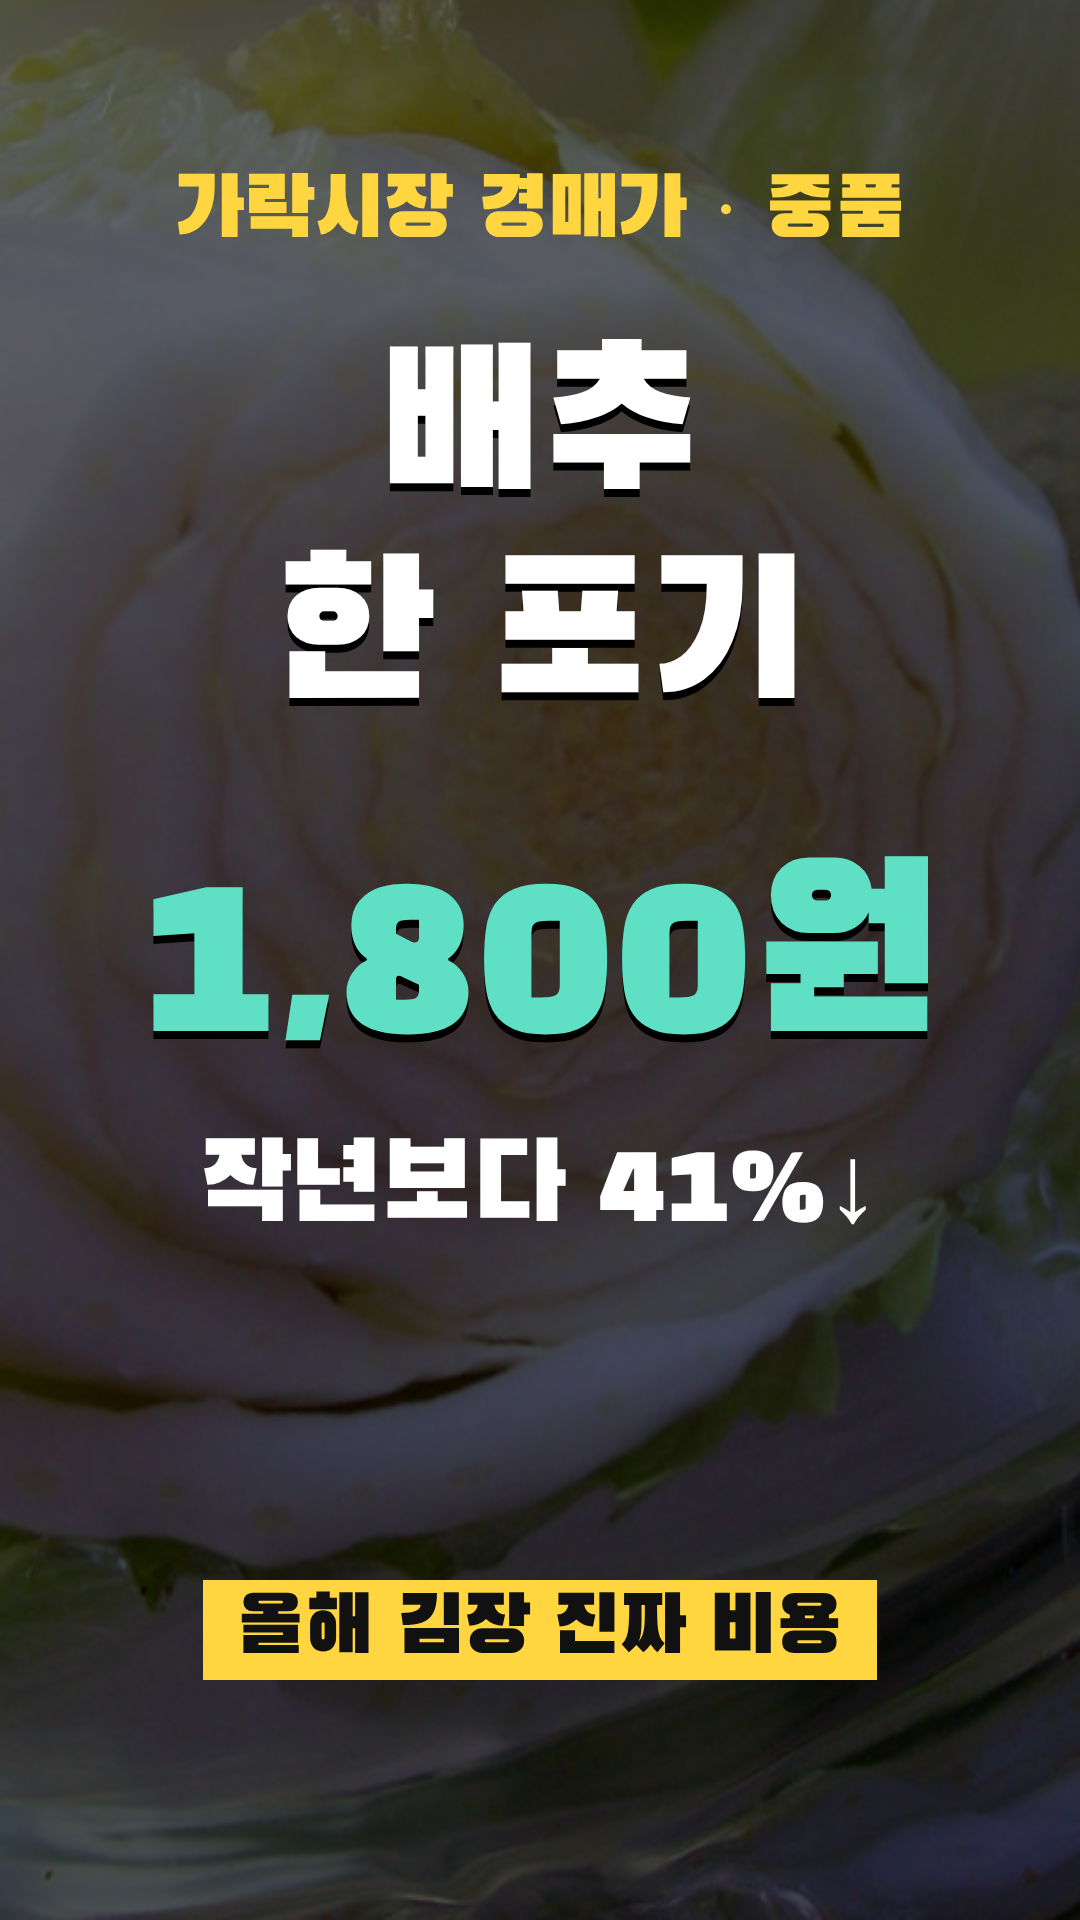 가락시장 경매가 · 중품
배추
한 포기
1,800원
작년보다 41%↓
올해 김장 진짜 비용